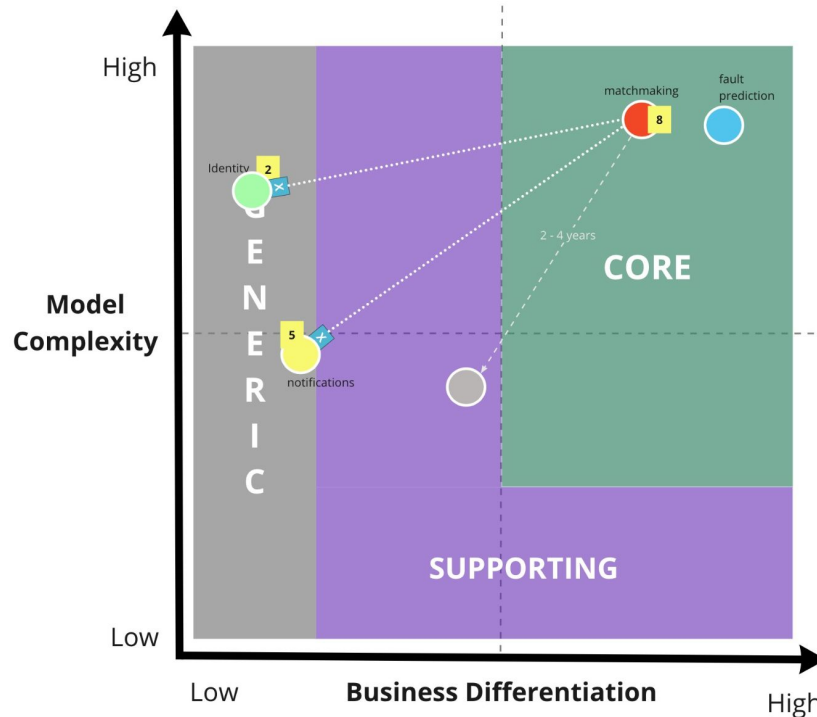 High
matchmaking
8
fault
prediction
Identity
2
X
GENERIC
2 - 4 years
CORE
Model
Complexity
5
X
notifications
SUPPORTING
Low
Low
Business Differentiation
High